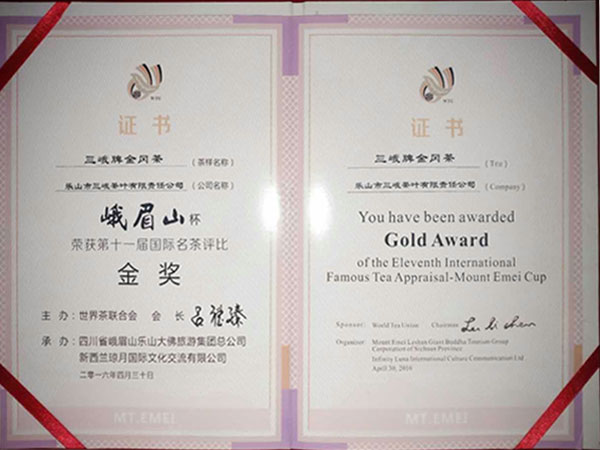 WTU
证书
三峨牌金冈茶 (茶样名称)
乐山市三峨茶叶有限责任公司 (公司名称)
峨眉山杯
荣获第十一届国际名茶评比
金奖
主办: 世界茶联合会 会长
承办: 四川省峨眉山乐山大佛旅游集团总公司
新西兰琼月国际文化交流有限公司
二零一六年四月三十日
MT.EMEI
证书
三峨牌金冈茶 (Tea)
乐山市三峨茶叶有限责任公司 (Company)
You have been awarded
Gold Award
of the Eleventh International
Famous Tea Appraisal-Mount Emei Cup
Sponsor: World Tea Union Chairman
Organizer: Mount Emei Leshan Giant Buddha Tourism Group
Corporation of Sichuan Province
Infinity Luna International Culture Communication Ltd
April 30, 2016
MT.EMEI